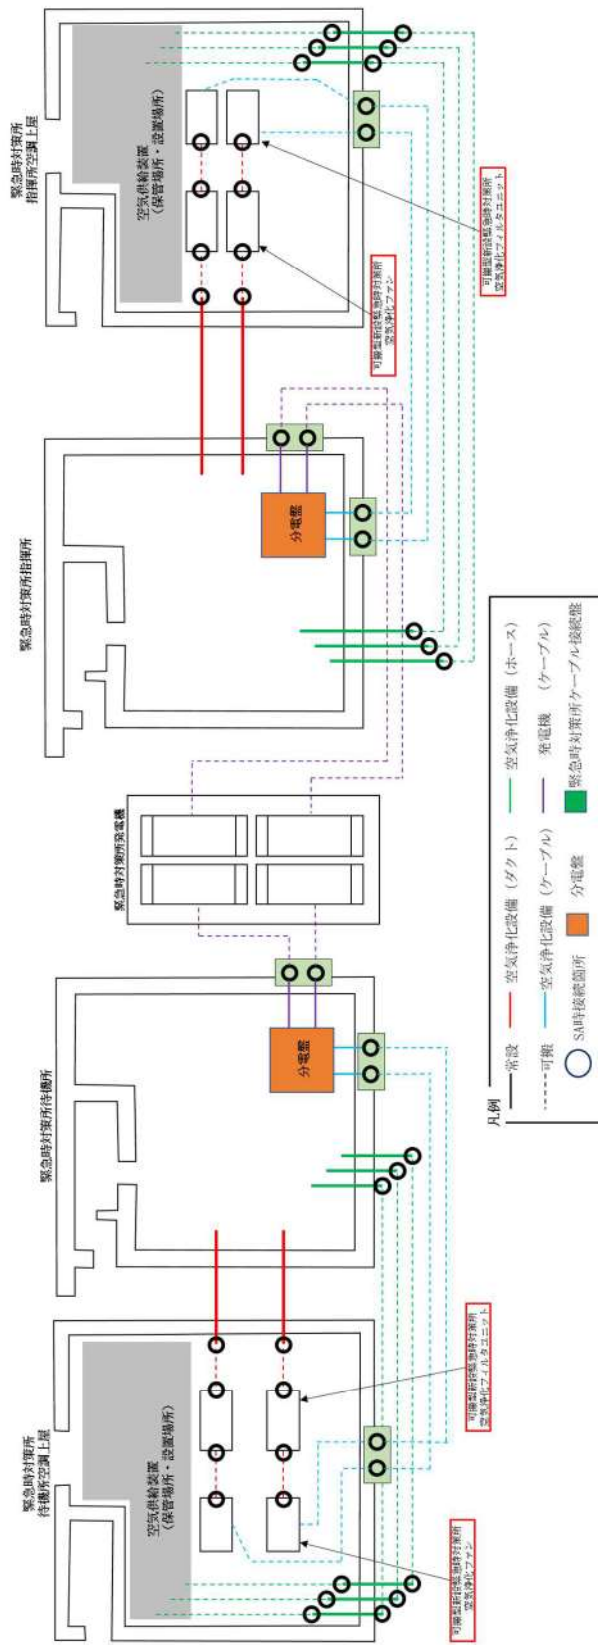 緊急時対策所
待機所空調上屋
空気供給装置
(保管場所・設置場所)
可搬型新設緊急時対策所
空気浄化ファン
可搬型新設緊急時対策所
空気浄化フィルタユニット
緊急時対策所待機所
分電盤
緊急時対策所発電機
緊急時対策所指揮所
分電盤
緊急時対策所
指揮所空調上屋
空気供給装置
(保管場所・設置場所)
可搬型新設緊急時対策所
空気浄化ファン
可搬型新設緊急時対策所
空気浄化フィルタユニット
凡例
常設 空気浄化設備（ダクト） 空気浄化設備（ホース）
可搬 空気浄化設備（ケーブル） 発電機　（ケーブル）
SA時接続箇所 分電盤 緊急時対策所ケーブル接続盤